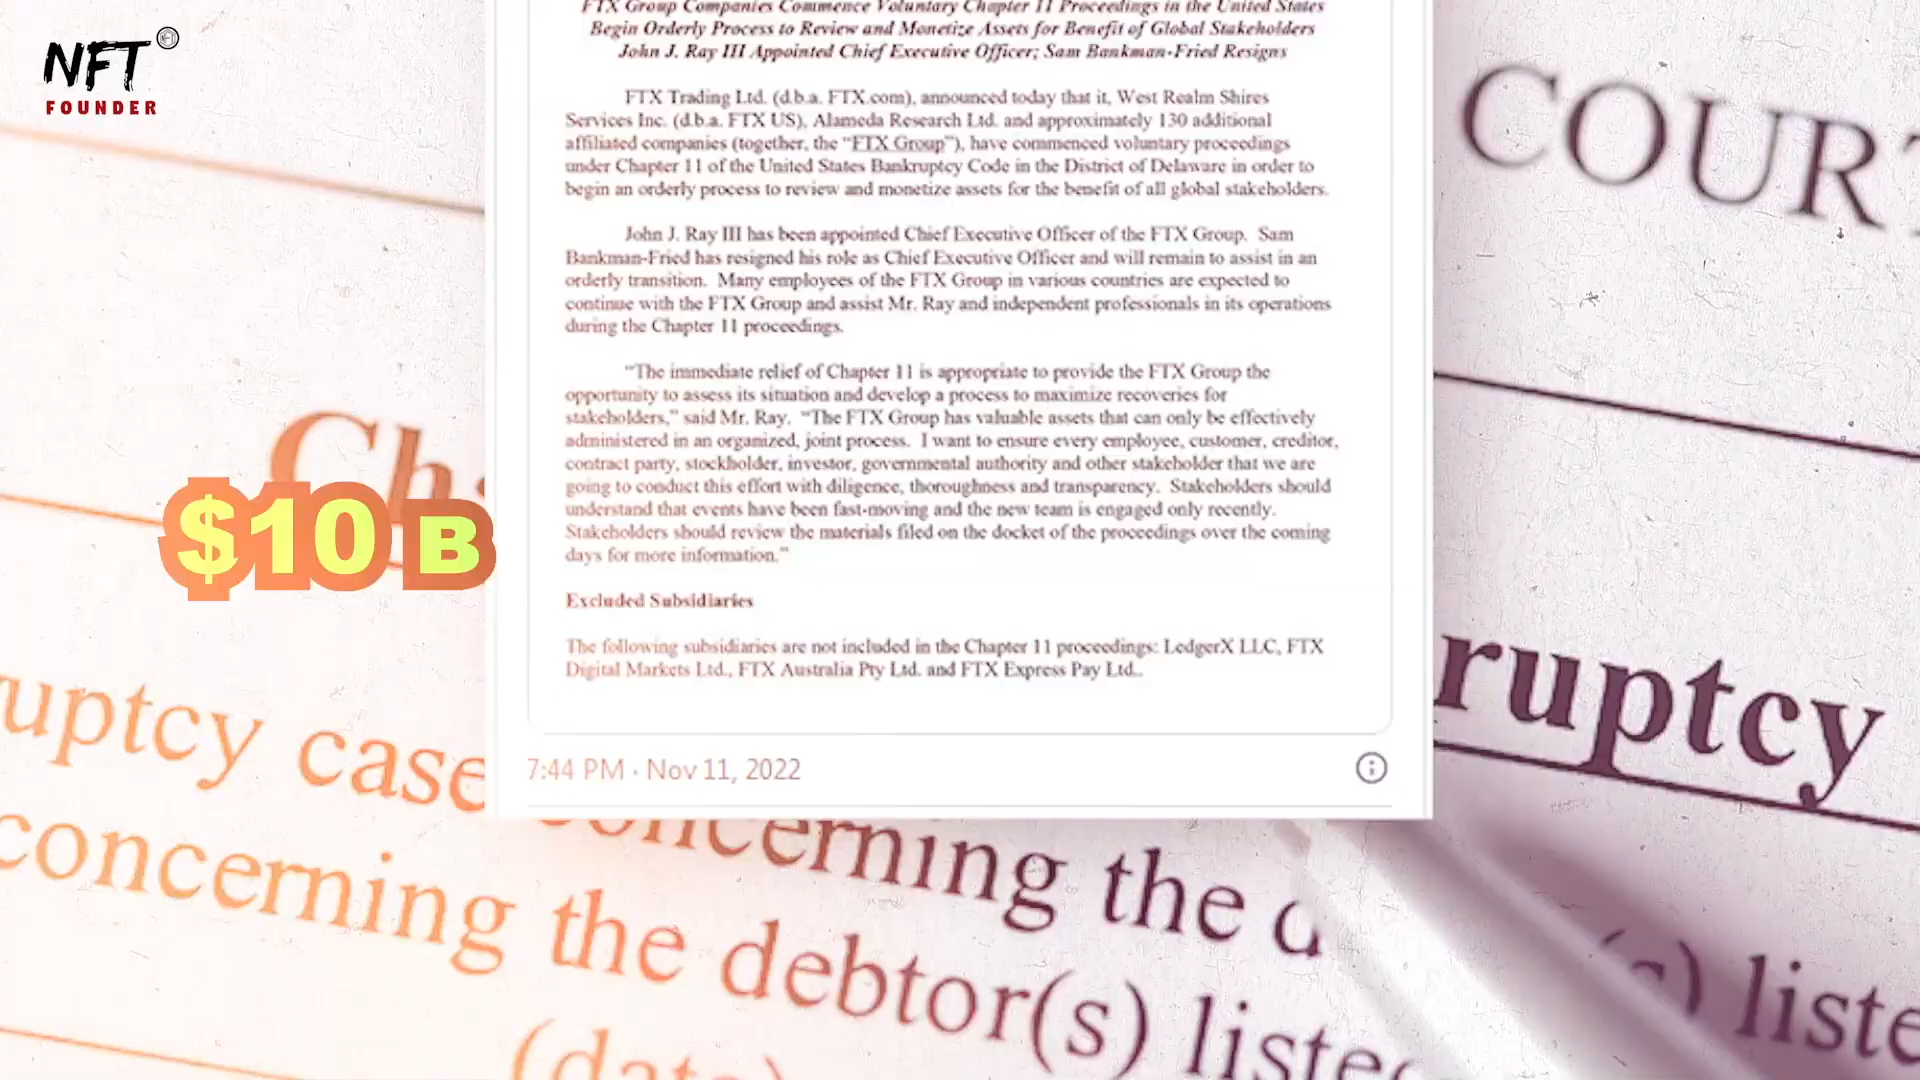 NFT
FOUNDER
FTX Group Companies Commence Voluntary Chapter 11 Proceedings in the United States
Begin Orderly Process to Review and Monetize Assets for Benefit of Global Stakeholders
John J. Ray III Appointed Chief Executive Officer; Sam Bankman-Fried Resigns
FTX Trading Ltd. (d.b.a. FTX.com), announced today that it, West Realm Shires
Services Inc. (d.b.a. FTX US), Alameda Research Ltd. and approximately 130 additional
affiliated companies (together, the “FTX Group”), have commenced voluntary proceedings
under Chapter 11 of the United States Bankruptcy Code in the District of Delaware in order to
begin an orderly process to review and monetize assets for the benefit of all global stakeholders.
John J. Ray III has been appointed Chief Executive Officer of the FTX Group. Sam
Bankman-Fried has resigned his role as Chief Executive Officer and will remain to assist in an
orderly transition. Many employees of the FTX Group in various countries are expected to
continue with the FTX Group and assist Mr. Ray and independent professionals in its operations
during the Chapter 11 proceedings.
“The immediate relief of Chapter 11 is appropriate to provide the FTX Group the
opportunity to assess its situation and develop a process to maximize recoveries for
stakeholders,” said Mr. Ray. “The FTX Group has valuable assets that can only be effectively
administered in an organized, joint process. I want to ensure every employee, customer, creditor,
contract party, stockholder, investor, governmental authority and other stakeholder that we are
going to conduct this effort with diligence, thoroughness and transparency. Stakeholders should
understand that events have been fast-moving and the new team is engaged only recently.
Stakeholders should review the materials filed on the docket of the proceedings over the coming
days for more information.”
Excluded Subsidiaries
The following subsidiaries are not included in the Chapter 11 proceedings: LedgerX LLC, FTX
Digital Markets Ltd., FTX Australia Pty Ltd. and FTX Express Pay Ltd..
7:44 PM · Nov 11, 2022
$10 B
COURT
Cha
ruptcy
uptcy case concerning the d
concerning the debtor(s) listed
(s) liste
(date)